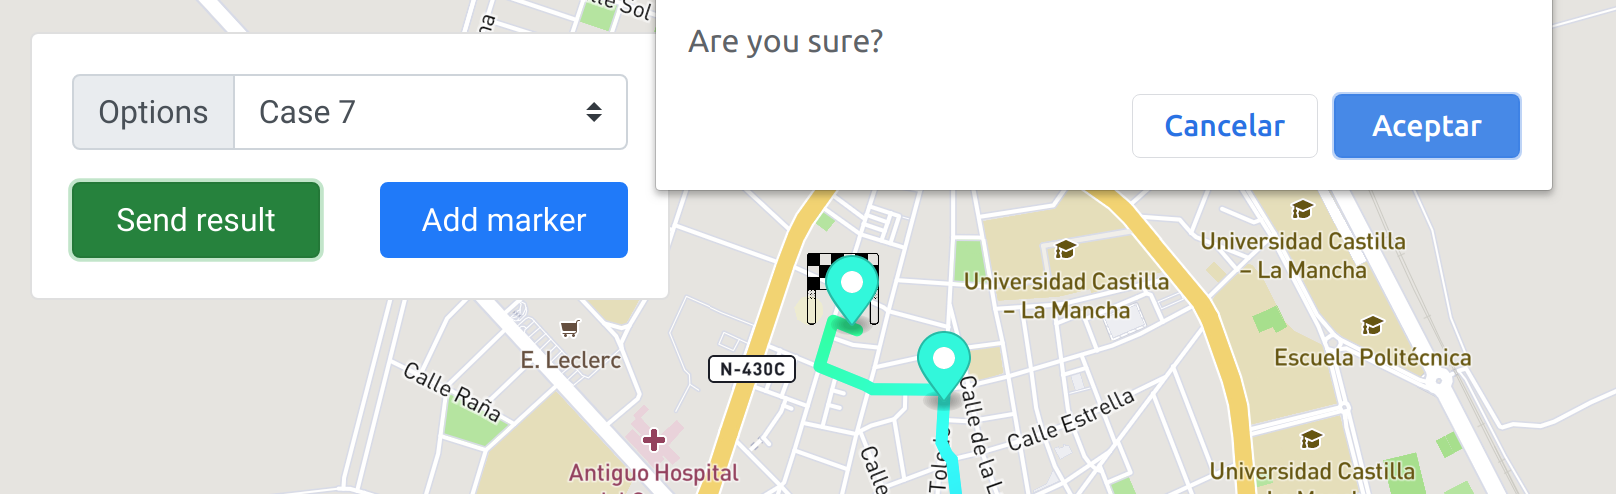 Calle Sol
Are you sure?
Options
Case 7
Cancelar
Aceptar
Send result
Add marker
Universidad Castilla
– La Mancha
Universidad Castilla
– La Mancha
E. Leclerc
N-430C
Escuela Politécnica
Calle Raña
Calle de la L
Calle Estrella
Antiguo Hospital
Calle
Universidad Castilla